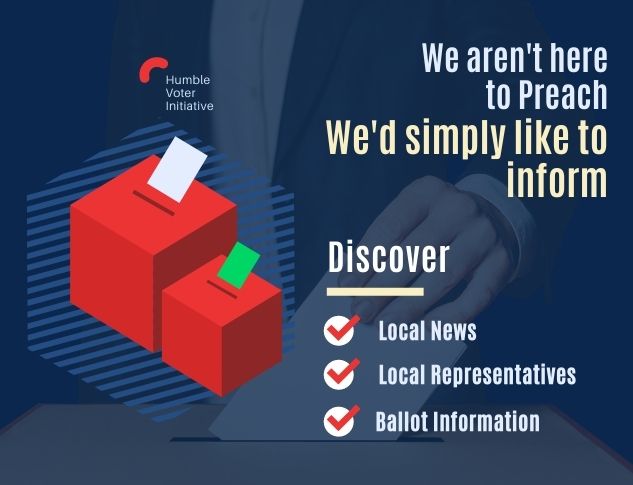 Humble
Voter
Initiative
We aren't here
to Preach
We'd simply like to
inform
Discover
Local News
Local Representatives
Ballot Information